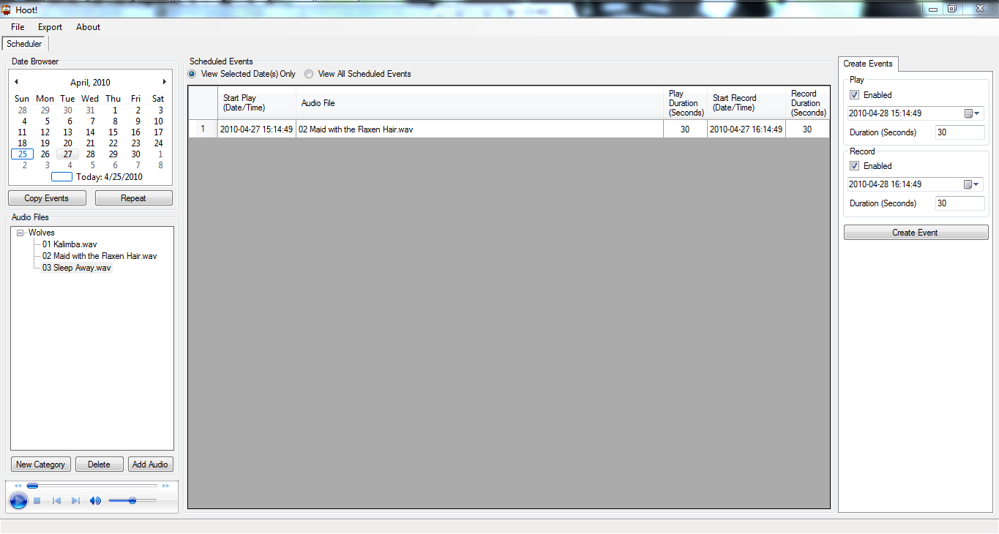 Hoot!
File Export About
Scheduler
Date Browser
April, 2010
Sun Mon Tue Wed Thu Fri Sat
28 29 30 31 1 2 3
4 5 6 7 8 9 10
11 12 13 14 15 16 17
18 19 20 21 22 23 24
25 26 27 28 29 30 1
2 3 4 5 6 7 8
Today: 4/25/2010
Copy Events Repeat
Audio Files
Wolves
01 Kalimba.wav
02 Maid with the Flaxen Hair.wav
03 Sleep Away.wav
New Category Delete Add Audio
Scheduled Events
View Selected Date(s) Only View All Scheduled Events
Start Play (Date/Time) Audio File Play Duration (Seconds) Start Record (Date/Time) Record Duration (Seconds)
1 2010-04-27 15:14:49 02 Maid with the Flaxen Hair.wav 30 2010-04-27 16:14:49 30
Create Events
Play
Enabled
2010-04-28 15:14:49
Duration (Seconds) 30
Record
Enabled
2010-04-28 16:14:49
Duration (Seconds) 30
Create Event